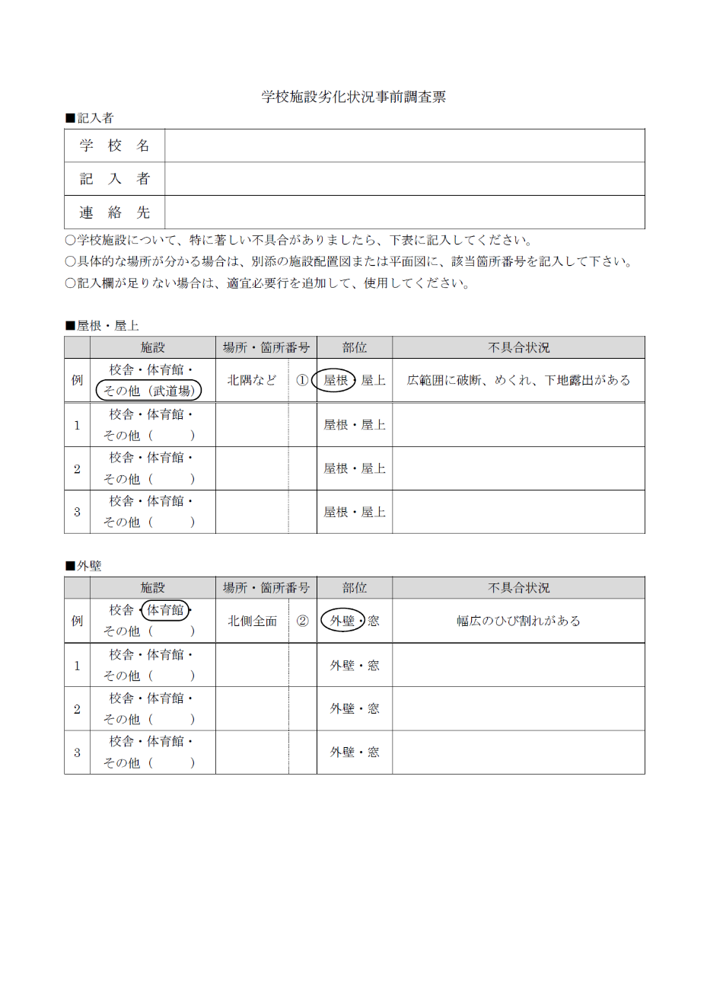 学校施設劣化状況事前調査票
■記入者
学　校　名
記　入　者
連　絡　先
○学校施設について、特に著しい不具合がありましたら、下表に記入してください。
○具体的な場所が分かる場合は、別添の施設配置図または平面図に、該当箇所番号を記入して下さい。
○記入欄が足りない場合は、適宜必要行を追加して、使用してください。
■屋根・屋上
施設 場所・箇所番号 部位 不具合状況
例 校舎・体育館・
その他（武道場） 北隅など ① 屋根・屋上 広範囲に破断、めくれ、下地露出がある
1 校舎・体育館・
その他（　　　） 屋根・屋上
2 校舎・体育館・
その他（　　　） 屋根・屋上
3 校舎・体育館・
その他（　　　） 屋根・屋上
■外壁
施設 場所・箇所番号 部位 不具合状況
例 校舎・体育館・
その他（　　　） 北側全面 ② 外壁・窓 幅広のひび割れがある
1 校舎・体育館・
その他（　　　） 外壁・窓
2 校舎・体育館・
その他（　　　） 外壁・窓
3 校舎・体育館・
その他（　　　） 外壁・窓